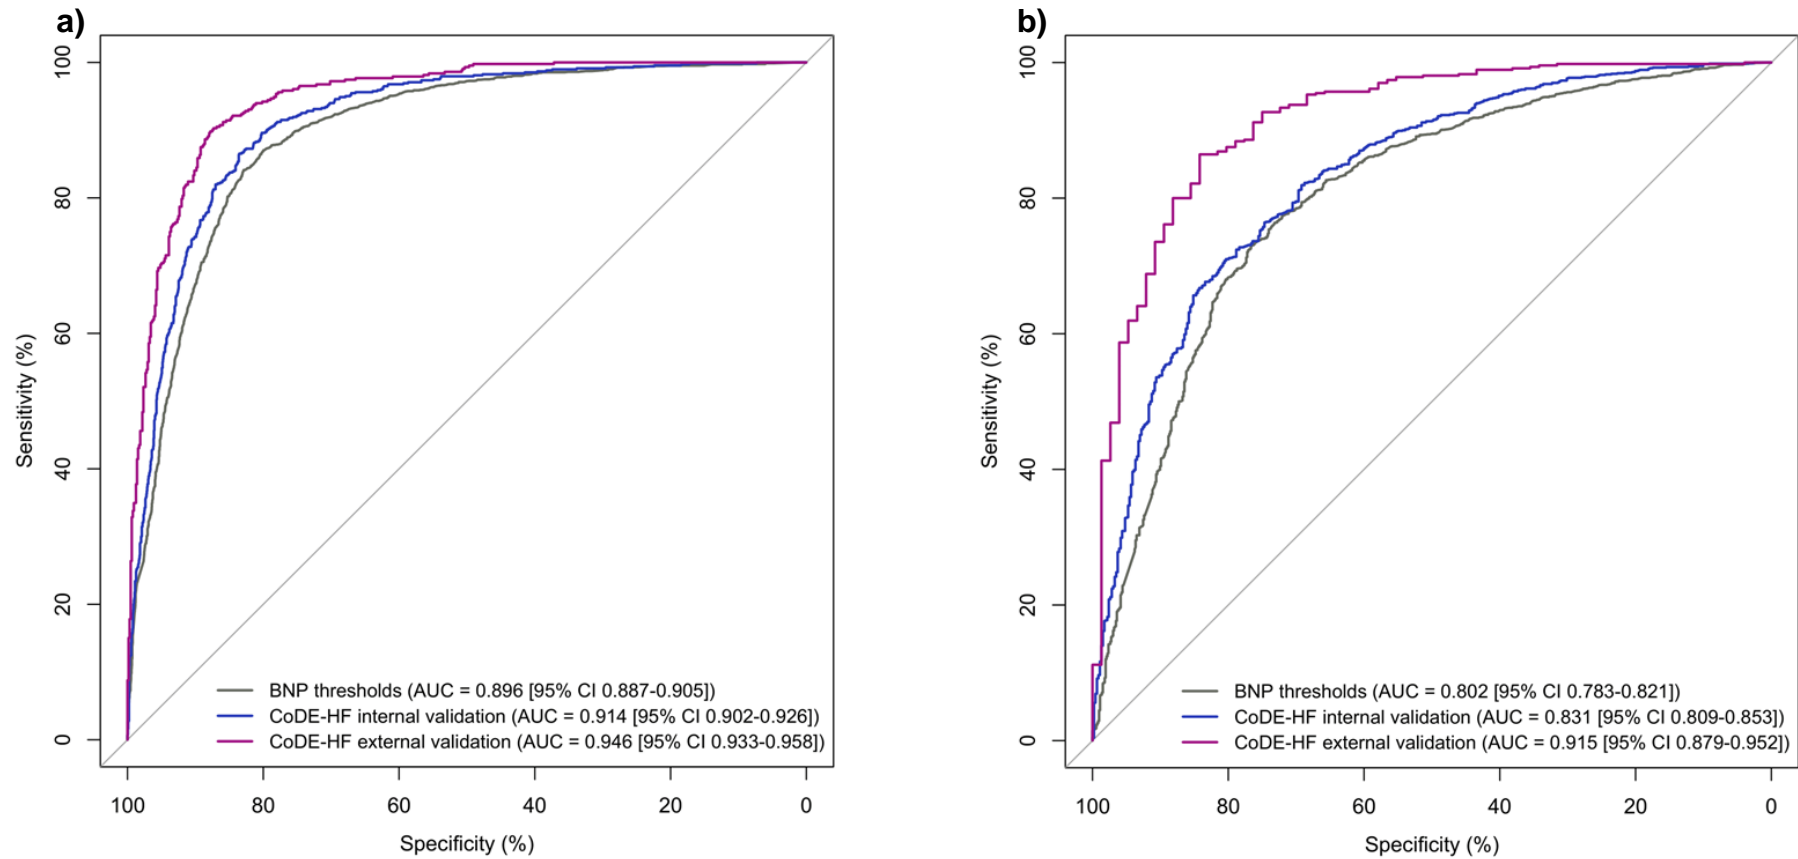 a)
Sensitivity (%)
100
80
60
40
20
0
BNP thresholds (AUC = 0.896 [95% CI 0.887-0.905])
CoDE-HF internal validation (AUC = 0.914 [95% CI 0.902-0.926])
CoDE-HF external validation (AUC = 0.946 [95% CI 0.933-0.958])
100 80 60 40 20 0
Specificity (%)
b)
Sensitivity (%)
100
80
60
40
20
0
BNP thresholds (AUC = 0.802 [95% CI 0.783-0.821])
CoDE-HF internal validation (AUC = 0.831 [95% CI 0.809-0.853])
CoDE-HF external validation (AUC = 0.915 [95% CI 0.879-0.952])
100 80 60 40 20 0
Specificity (%)